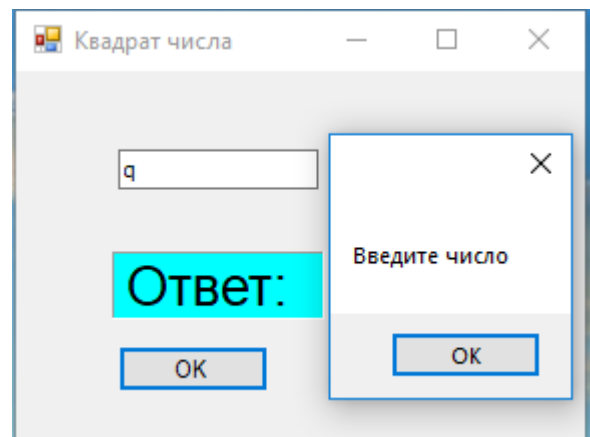 Квадрат числа
q
Введите число
Ответ:
OK
OK